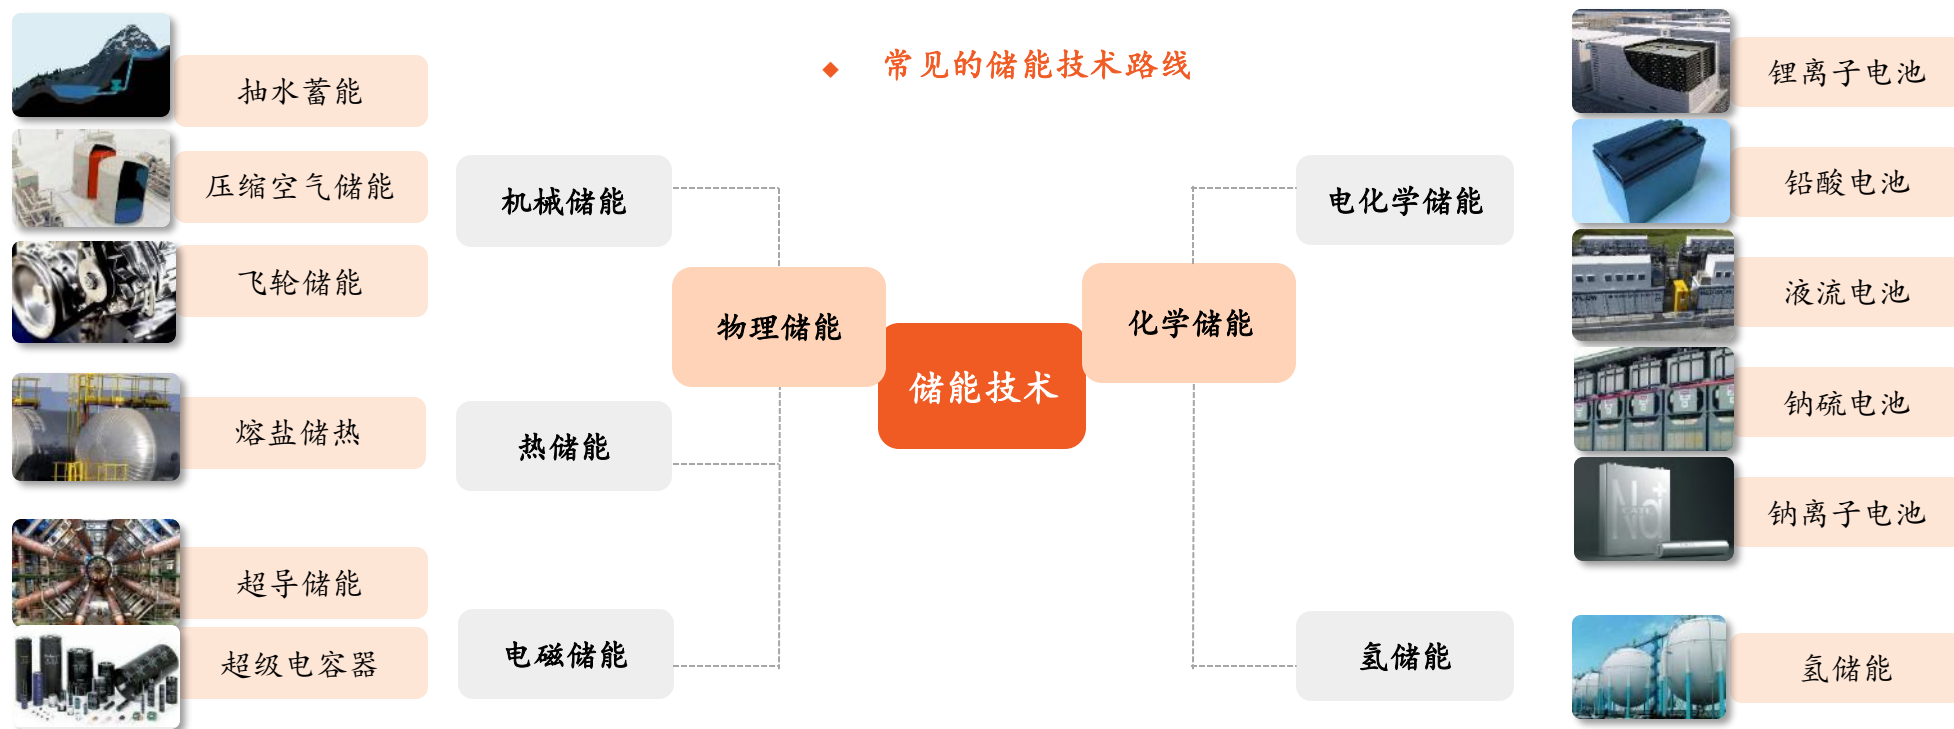 常见的储能技术路线
抽水蓄能
压缩空气储能
飞轮储能
熔盐储热
超导储能
超级电容器
机械储能
热储能
电磁储能
物理储能
储能技术
化学储能
电化学储能
氢储能
锂离子电池
铅酸电池
液流电池
钠硫电池
钠离子电池
氢储能
Na+
CATL